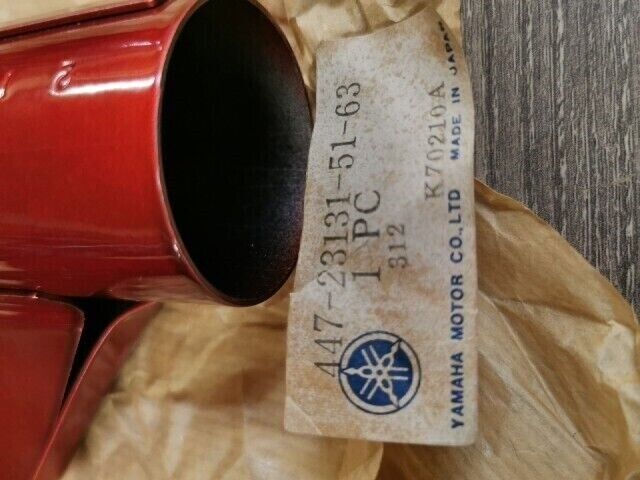 447-23131-51-63
1 PC
312
K70210A
YAMAHA MOTOR CO.,LTD MADE IN JAPAN